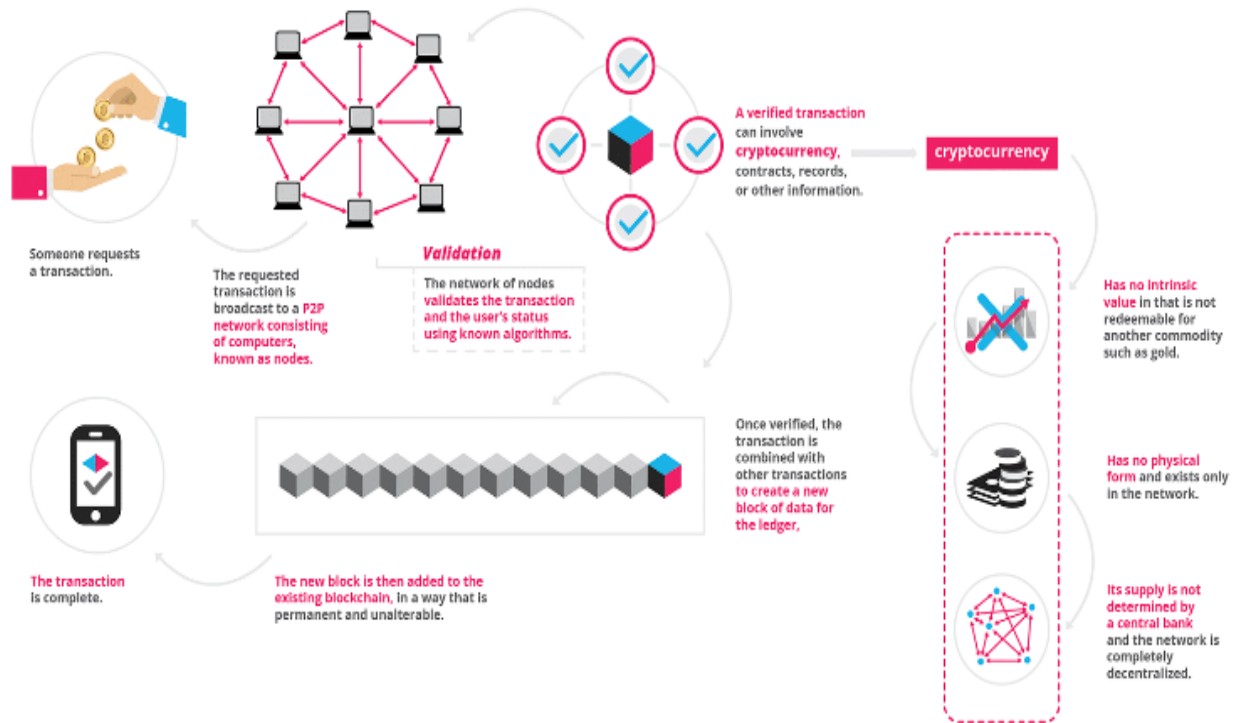 Someone requests
a transaction.
The requested
transaction is
broadcast to a P2P
network consisting
of computers,
known as nodes.
Validation
The network of nodes
validates the transaction
and the user's status
using known algorithms.
A verified transaction
can involve
cryptocurrency,
contracts, records,
or other information.
cryptocurrency
Has no intrinsic
value in that is not
redeemable for
another commodity
such as gold.
Has no physical
form and exists only
in the network.
Its supply is not
determined by
a central bank
and the network is
completely
decentralized.
Once verified, the
transaction is
combined with
other transactions
to create a new
block of data for
the ledger,
The new block is then added to the
existing blockchain, in a way that is
permanent and unalterable.
The transaction
is complete.